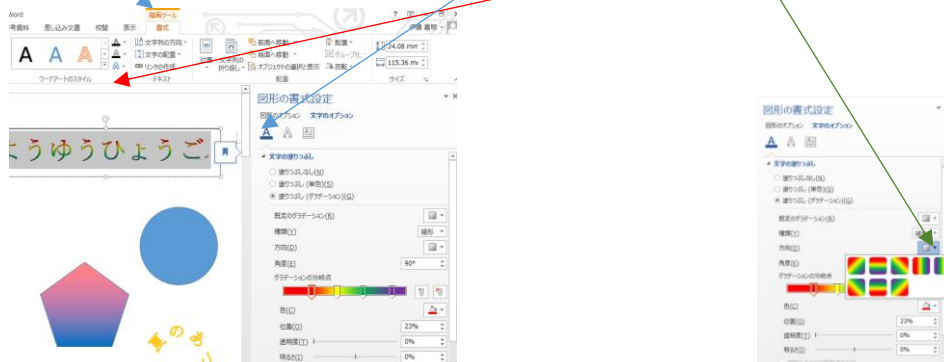 Word
描画ツール
考資料 差し込み文書 校閲 表示 書式
A A A
文字列の方向
文字の配置
リンクの作成
位置 文字列の折り返し
前面へ移動
背面へ移動
オブジェクトの選択と表示
配置
グループ化
回転
24.08 mm
115.36 mm
ワードアートのスタイル テキスト 配置 サイズ
ようゆうひょうご
図形の書式設定
図形のオプション 文字のオプション
文字の塗りつぶし
塗りつぶしなし(N)
塗りつぶし (単色)(S)
塗りつぶし (グラデーション)(G)
既定のグラデーション(R)
種類(Y) 線形
方向(D)
角度(E) 90°
グラデーションの分岐点
色(C)
位置(O) 23%
透明度(T) 0%
明るさ(I) 0%
図形の書式設定
図形のオプション 文字のオプション
文字の塗りつぶし
塗りつぶしなし(N)
塗りつぶし (単色)(S)
塗りつぶし (グラデーション)(G)
既定のグラデーション(R)
種類(Y)
方向(D)
角度(E)
グラデーションの分岐点
色(C)
位置(O) 23%
透明度(T) 0%
明るさ(I) 0%